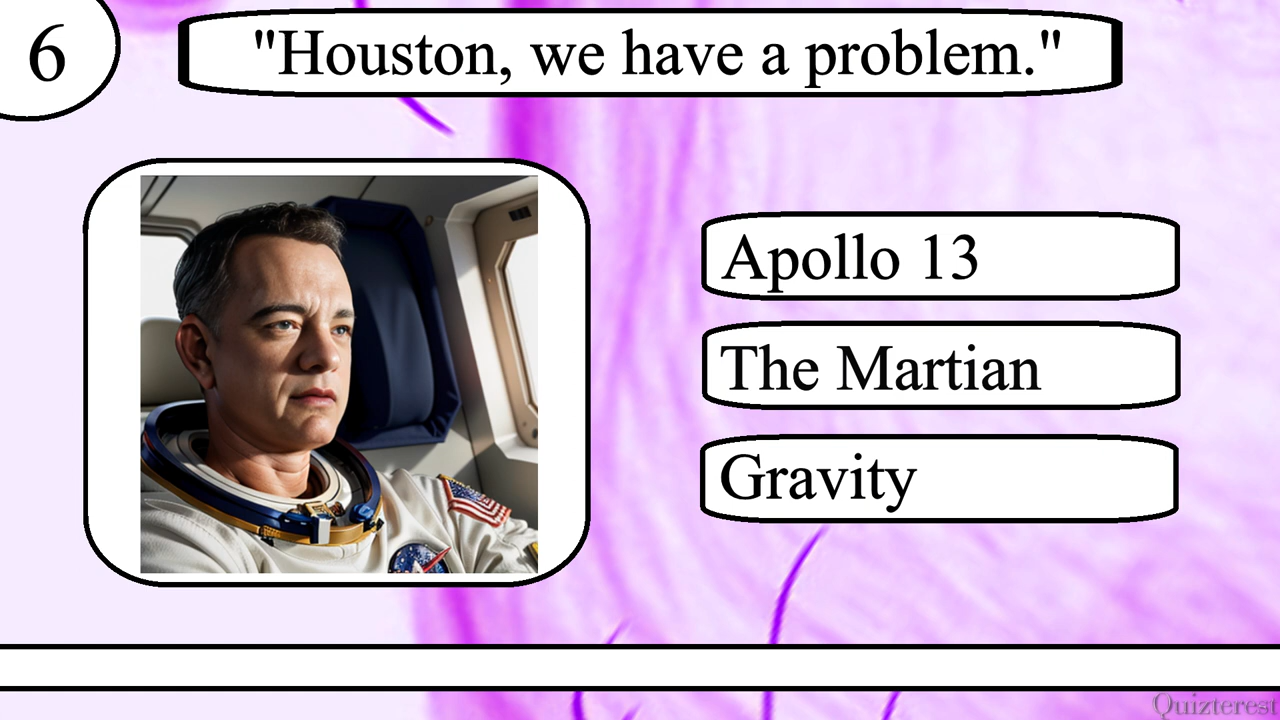 6
"Houston, we have a problem."
Apollo 13
The Martian
Gravity
Quizterest